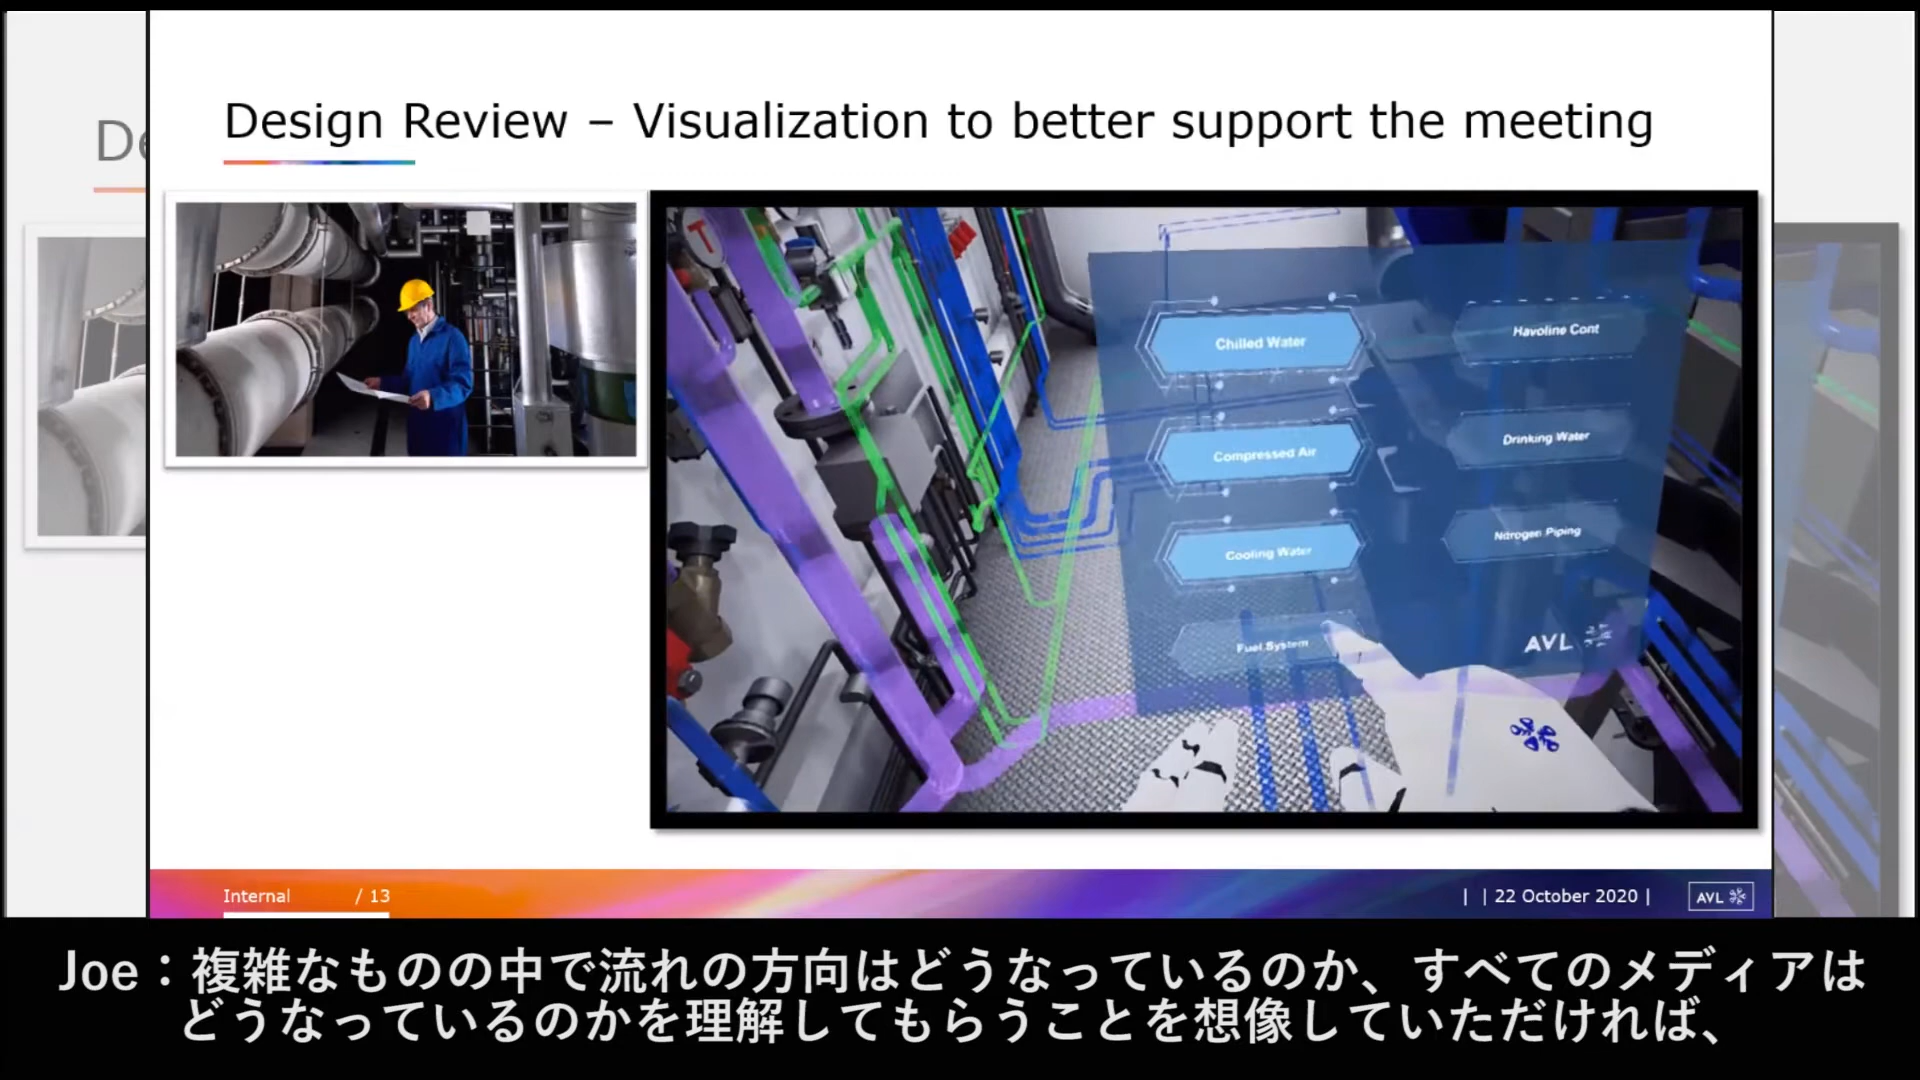 De
Design Review – Visualization to better support the meeting
T
Chilled Water
Havoline Cont
Compressed Air
Drinking Water
Cooling Water
Nitrogen Piping
Fuel System
AVL
Internal / 13
| | 22 October 2020 |
AVL
Joe：複雑なものの中で流れの方向はどうなっているのか、すべてのメディアは
どうなっているのかを理解してもらうことを想像していただければ、